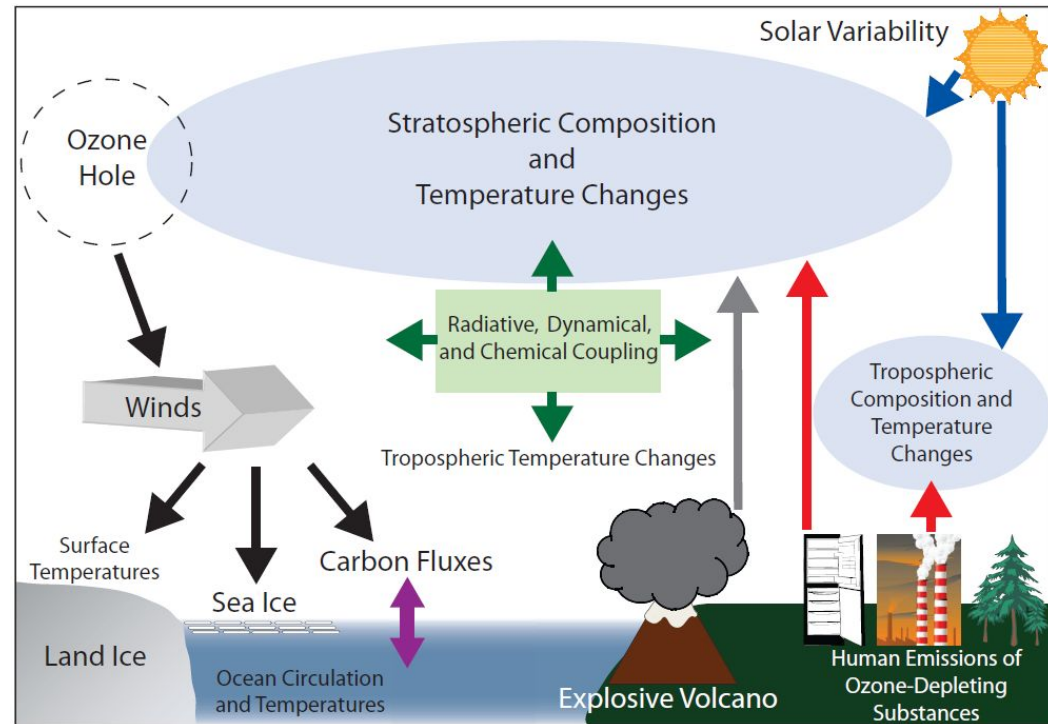 Solar Variability
Ozone
Hole
Stratospheric Composition
and
Temperature Changes
Radiative, Dynamical,
and Chemical Coupling
Tropospheric
Composition and
Temperature
Changes
Winds
Tropospheric Temperature Changes
Surface
Temperatures
Carbon Fluxes
Sea Ice
Land Ice
Ocean Circulation
and Temperatures
Explosive Volcano
Human Emissions of
Ozone-Depleting
Substances